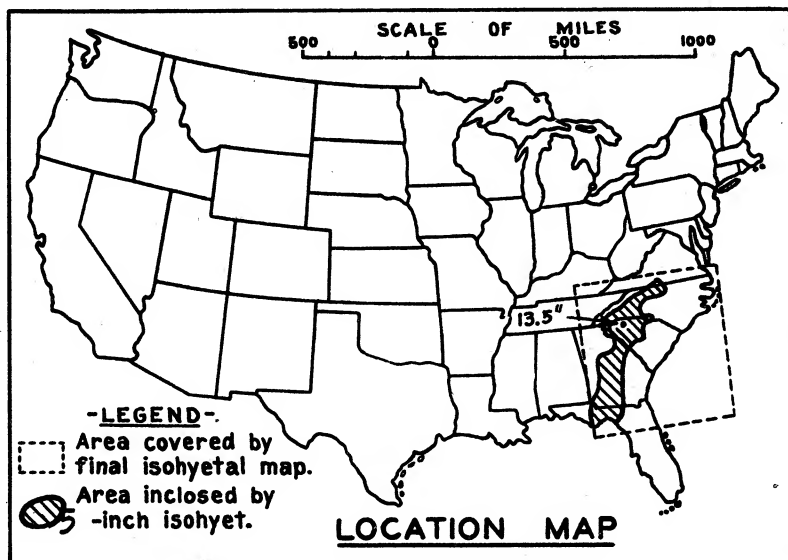 SCALE OF MILES
500 0 500 1000
13.5"
-LEGEND-
Area covered by
final isohyetal map.
Area inclosed by
5
-inch isohyet.
LOCATION MAP